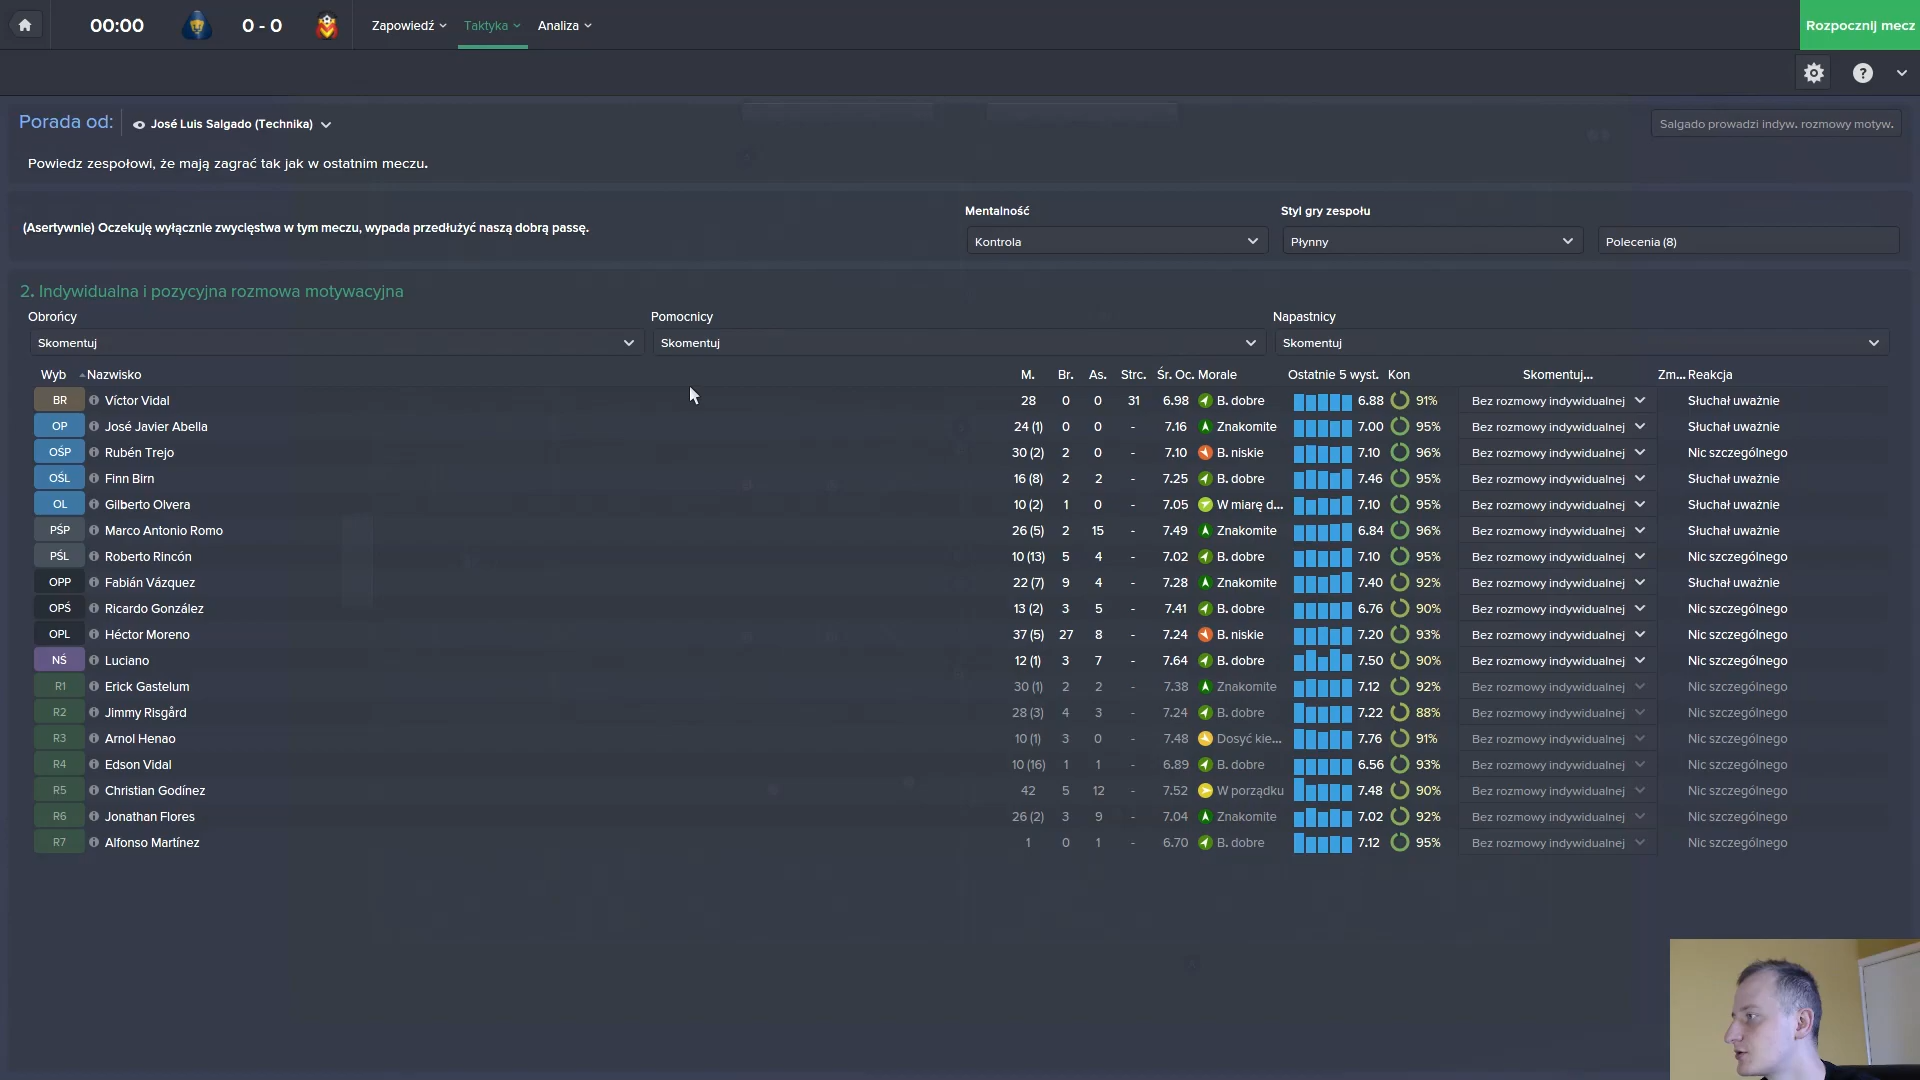 00:00 0 - 0 Zapowiedź Taktyka Analiza Rozpocznij mecz
?
Porada od: José Luis Salgado (Technika) Salgado prowadzi indyw. rozmowy motyw.
Powiedz zespołowi, że mają zagrać tak jak w ostatnim meczu.
Mentalność Styl gry zespołu
(Asertywnie) Oczekuję wyłącznie zwycięstwa w tym meczu, wypada przedłużyć naszą dobrą passę.
Kontrola Płynny Polecenia (8)
2. Indywidualna i pozycyjna rozmowa motywacyjna
Obrońcy Pomocnicy Napastnicy
Skomentuj Skomentuj Skomentuj
Wyb Nazwisko M. Br. As. Strc. Śr. Oc. Morale Ostatnie 5 wyst. Kon Skomentuj... Zm... Reakcja
BR Víctor Vidal 28 0 0 31 6.98 B. dobre 6.88 91% Bez rozmowy indywidualnej Słuchał uważnie
OP José Javier Abella 24 (1) 0 0 - 7.16 Znakomite 7.00 95% Bez rozmowy indywidualnej Słuchał uważnie
OŚP Rubén Trejo 30 (2) 2 0 - 7.10 B. niskie 7.10 96% Bez rozmowy indywidualnej Nic szczególnego
OŚL Finn Birn 16 (8) 2 2 - 7.25 B. dobre 7.46 95% Bez rozmowy indywidualnej Słuchał uważnie
OL Gilberto Olvera 10 (2) 1 0 - 7.05 W miarę d... 7.10 95% Bez rozmowy indywidualnej Słuchał uważnie
PŚP Marco Antonio Romo 26 (5) 2 15 - 7.49 Znakomite 6.84 96% Bez rozmowy indywidualnej Słuchał uważnie
PŚL Roberto Rincón 10 (13) 5 4 - 7.02 B. dobre 7.10 95% Bez rozmowy indywidualnej Nic szczególnego
OPP Fabián Vázquez 22 (7) 9 4 - 7.28 Znakomite 7.40 92% Bez rozmowy indywidualnej Słuchał uważnie
OPŚ Ricardo González 13 (2) 3 5 - 7.41 B. dobre 6.76 90% Bez rozmowy indywidualnej Nic szczególnego
OPL Héctor Moreno 37 (5) 27 8 - 7.24 B. niskie 7.20 93% Bez rozmowy indywidualnej Nic szczególnego
NŚ Luciano 12 (1) 3 7 - 7.64 B. dobre 7.50 90% Bez rozmowy indywidualnej Nic szczególnego
R1 Erick Gastelum 30 (1) 2 2 - 7.38 Znakomite 7.12 92% Bez rozmowy indywidualnej Nic szczególnego
R2 Jimmy Risgård 28 (3) 4 3 - 7.24 B. dobre 7.22 88% Bez rozmowy indywidualnej Nic szczególnego
R3 Arnol Henao 10 (1) 3 0 - 7.48 Dosyć kie... 7.76 91% Bez rozmowy indywidualnej Nic szczególnego
R4 Edson Vidal 10 (16) 1 1 - 6.89 B. dobre 6.56 93% Bez rozmowy indywidualnej Nic szczególnego
R5 Christian Godínez 42 5 12 - 7.52 W porządku 7.48 90% Bez rozmowy indywidualnej Nic szczególnego
R6 Jonathan Flores 26 (2) 3 9 - 7.04 Znakomite 7.02 92% Bez rozmowy indywidualnej Nic szczególnego
R7 Alfonso Martínez 1 0 1 - 6.70 B. dobre 7.12 95% Bez rozmowy indywidualnej Nic szczególnego